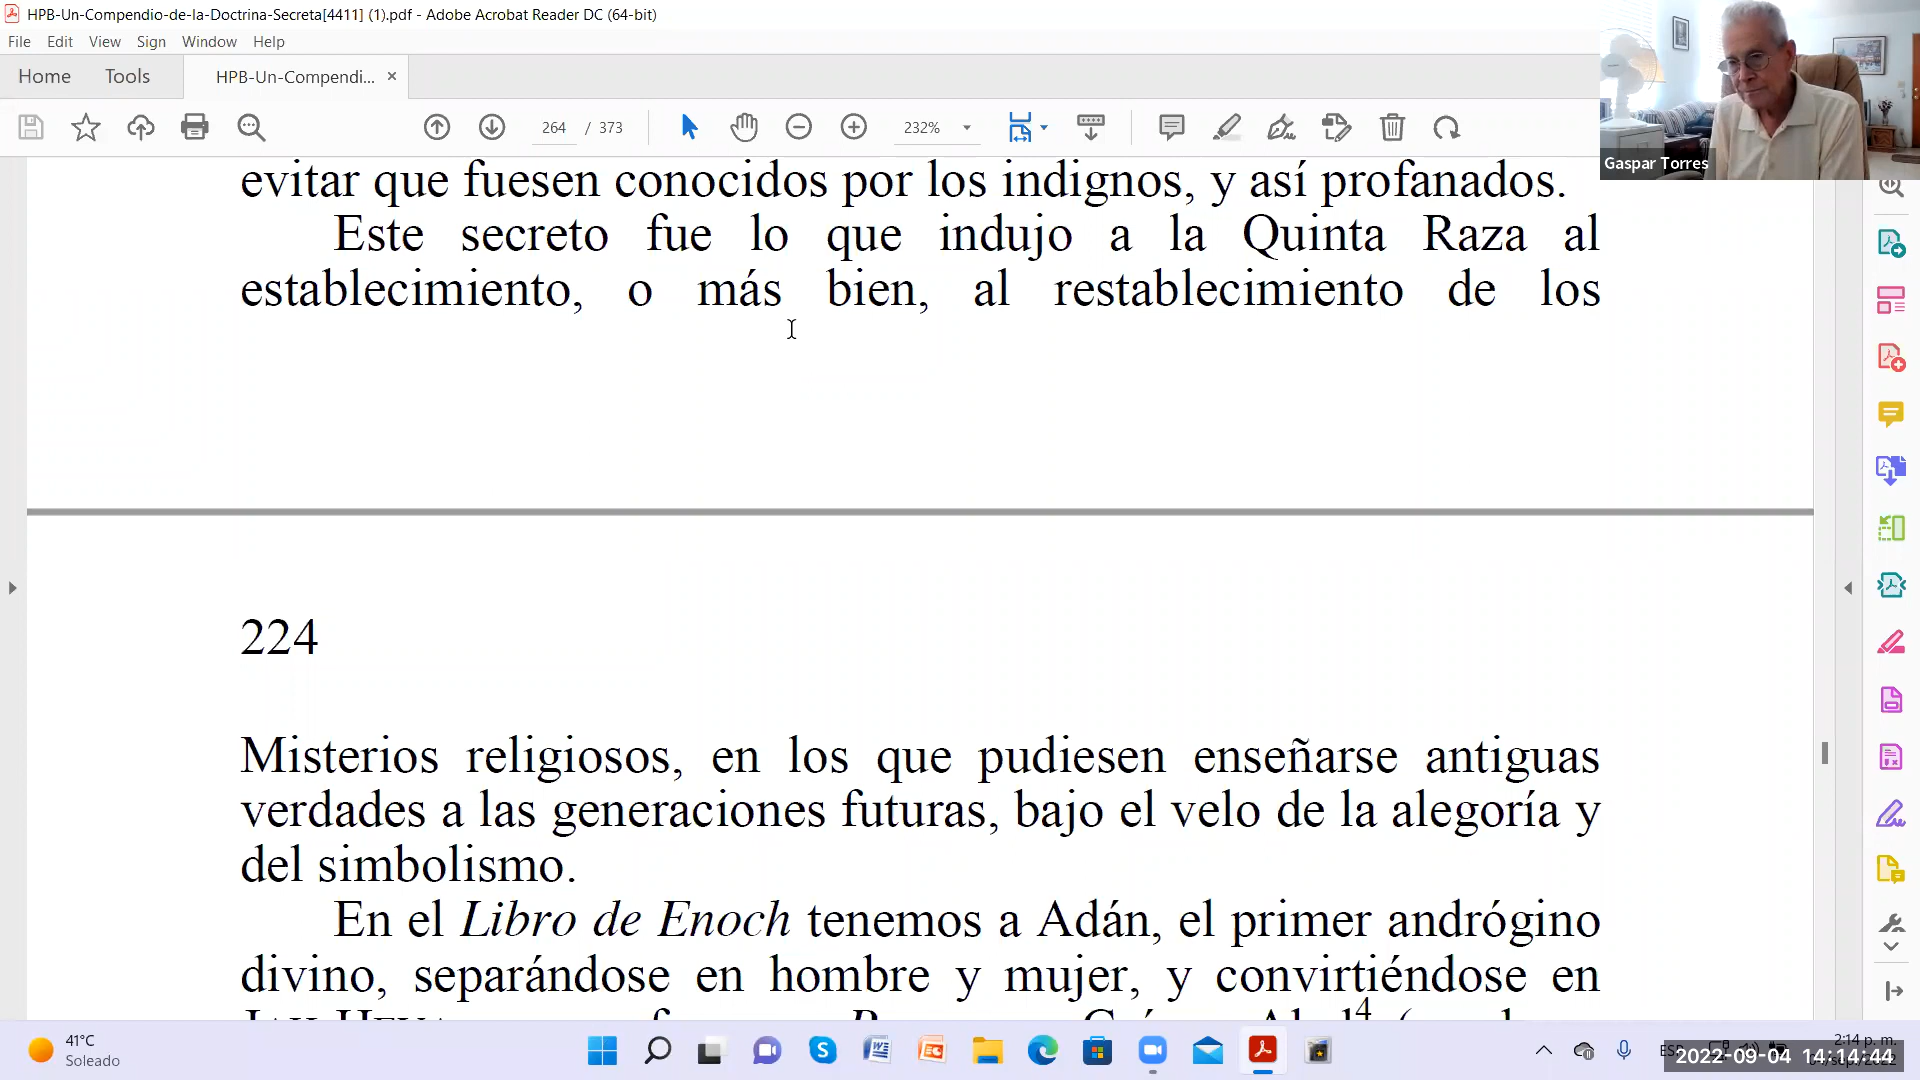 HPB-Un-Compendio-de-la-Doctrina-Secreta[4411] (1).pdf - Adobe Acrobat Reader DC (64-bit)
File Edit View Sign Window Help
Home Tools HPB-Un-Compendi... ×
264 / 373 232%
Gaspar Torres
evitar que fuesen conocidos por los indignos, y así profanados.
Este secreto fue lo que indujo a la Quinta Raza al
establecimiento, o más bien, al restablecimiento de los
224
Misterios religiosos, en los que pudiesen enseñarse antiguas
verdades a las generaciones futuras, bajo el velo de la alegoría y
del simbolismo.
En el Libro de Enoch tenemos a Adán, el primer andrógino
divino, separándose en hombre y mujer, y convirtiéndose en
41°C
Soleado
2:14 p. m.
2022-09-04 14:14:44